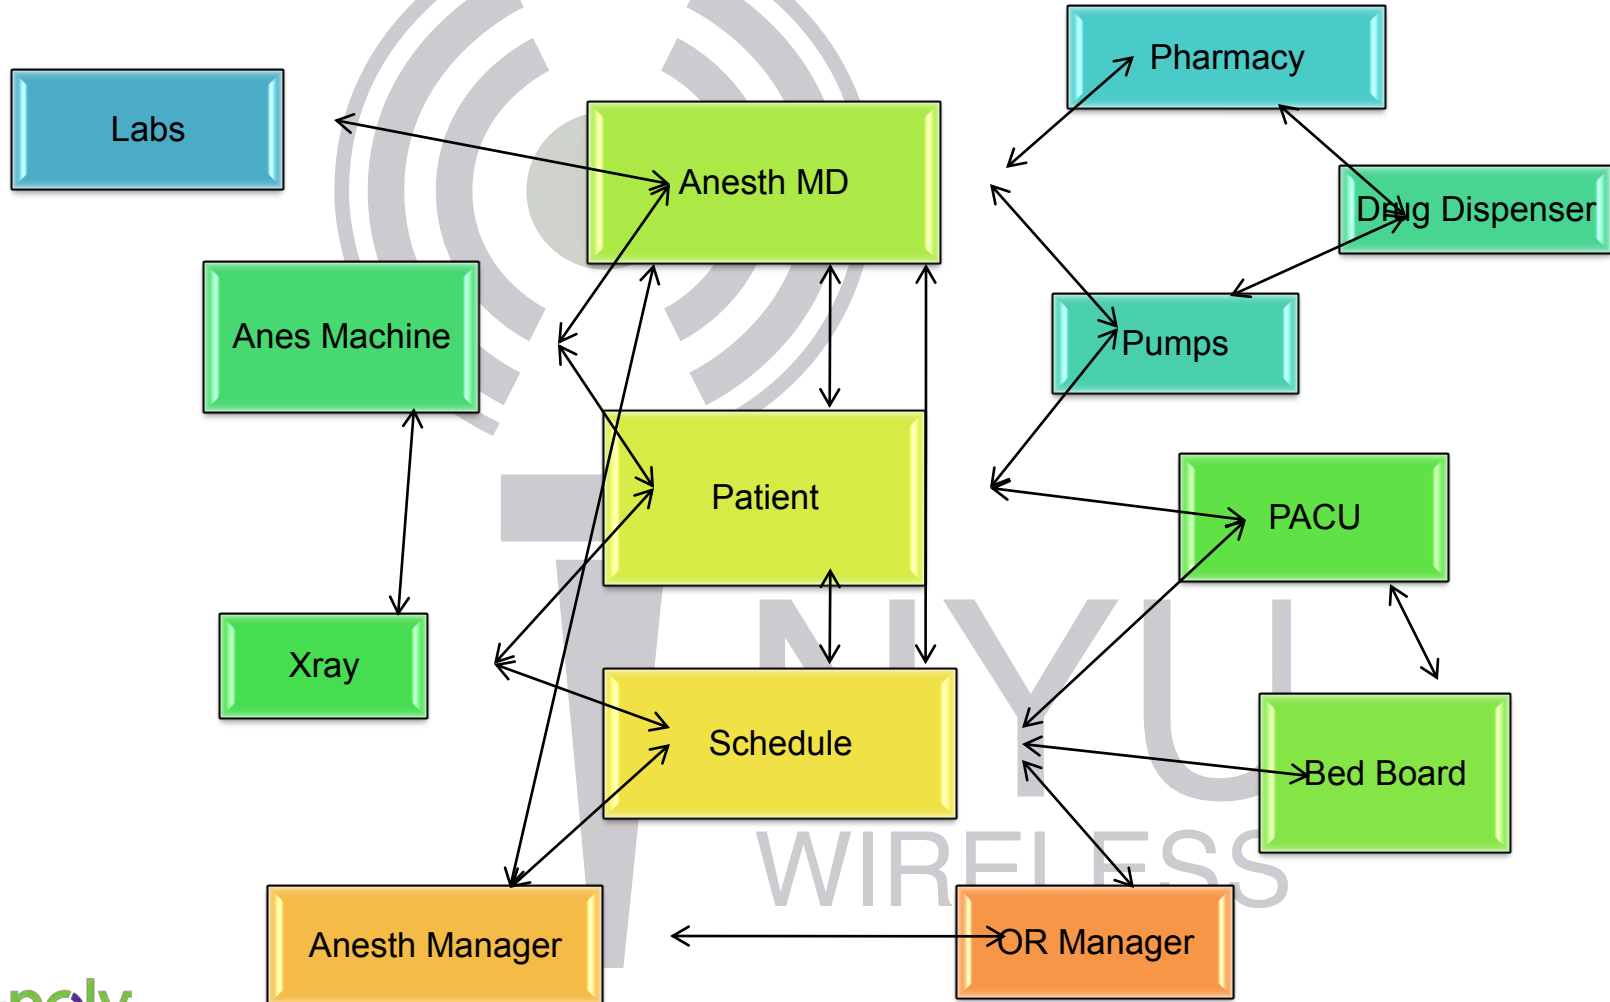 Pharmacy
Labs
Anesth MD
Drug Dispenser
Anes Machine
Pumps
Patient
PACU
Xray
NYU
Schedule
Bed Board
WIRELESS
Anesth Manager
OR Manager
poly